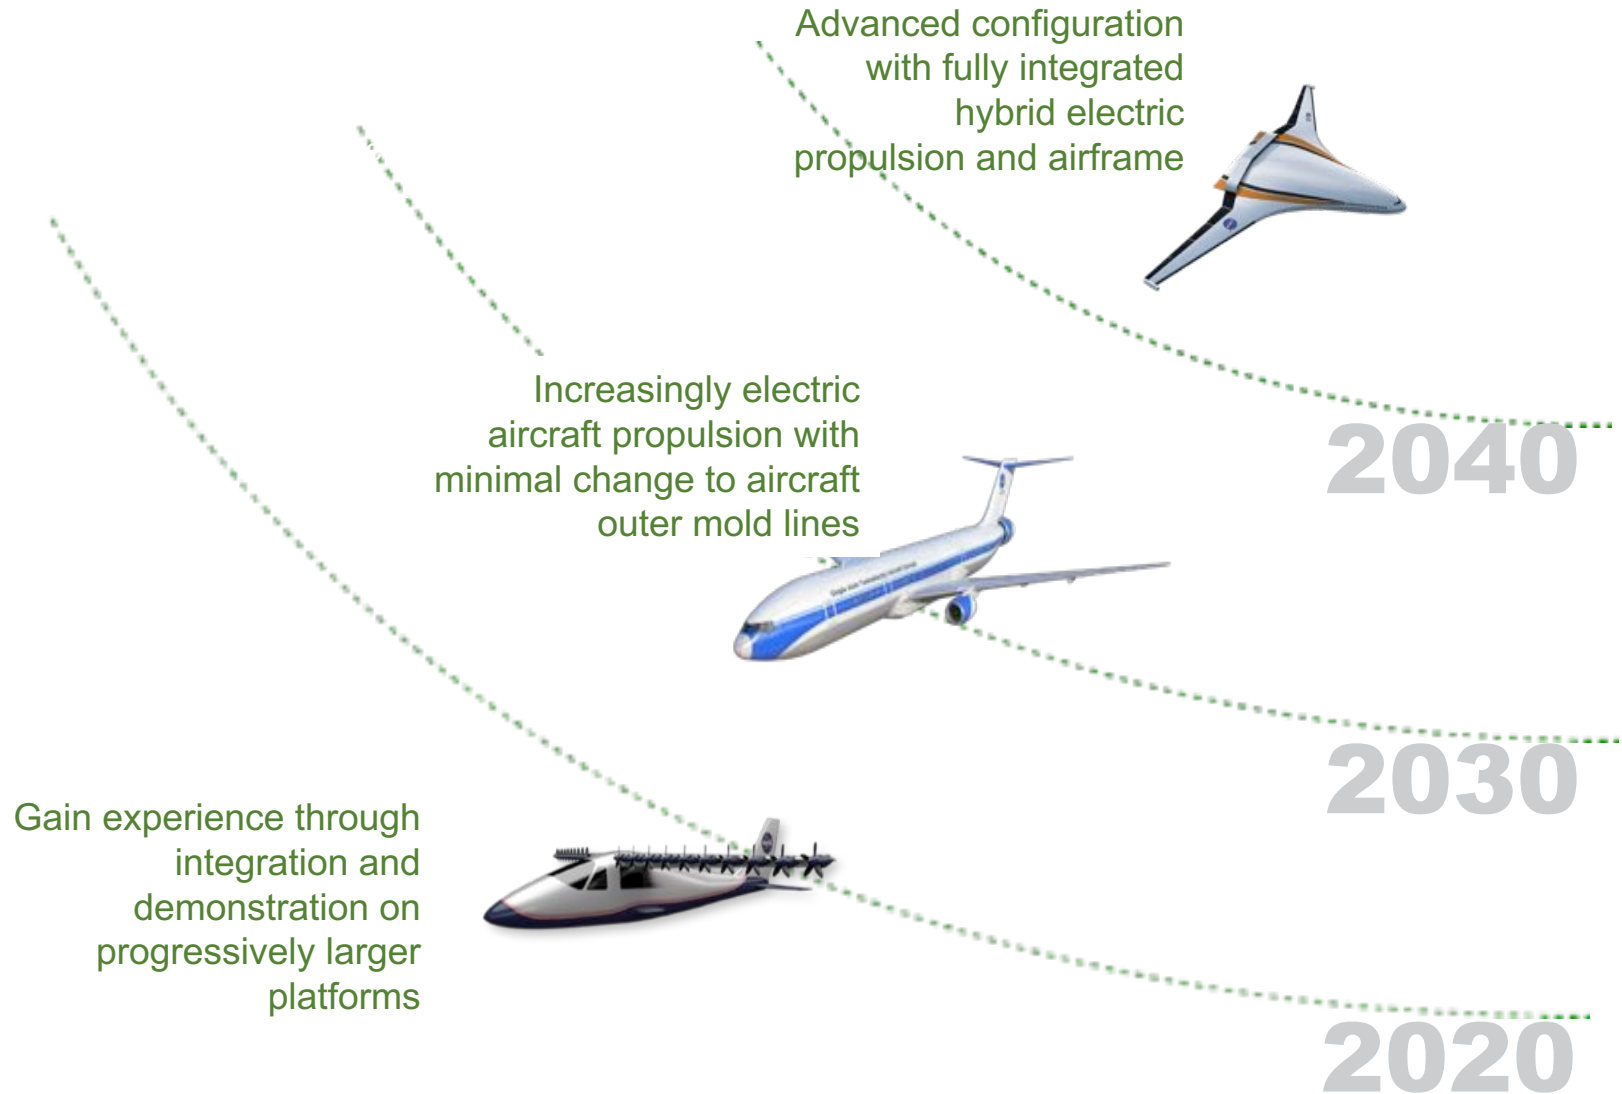 Advanced configuration
with fully integrated
hybrid electric
propulsion and airframe
2040
Increasingly electric
aircraft propulsion with
minimal change to aircraft
outer mold lines
2030
Gain experience through
integration and
demonstration on
progressively larger
platforms
2020